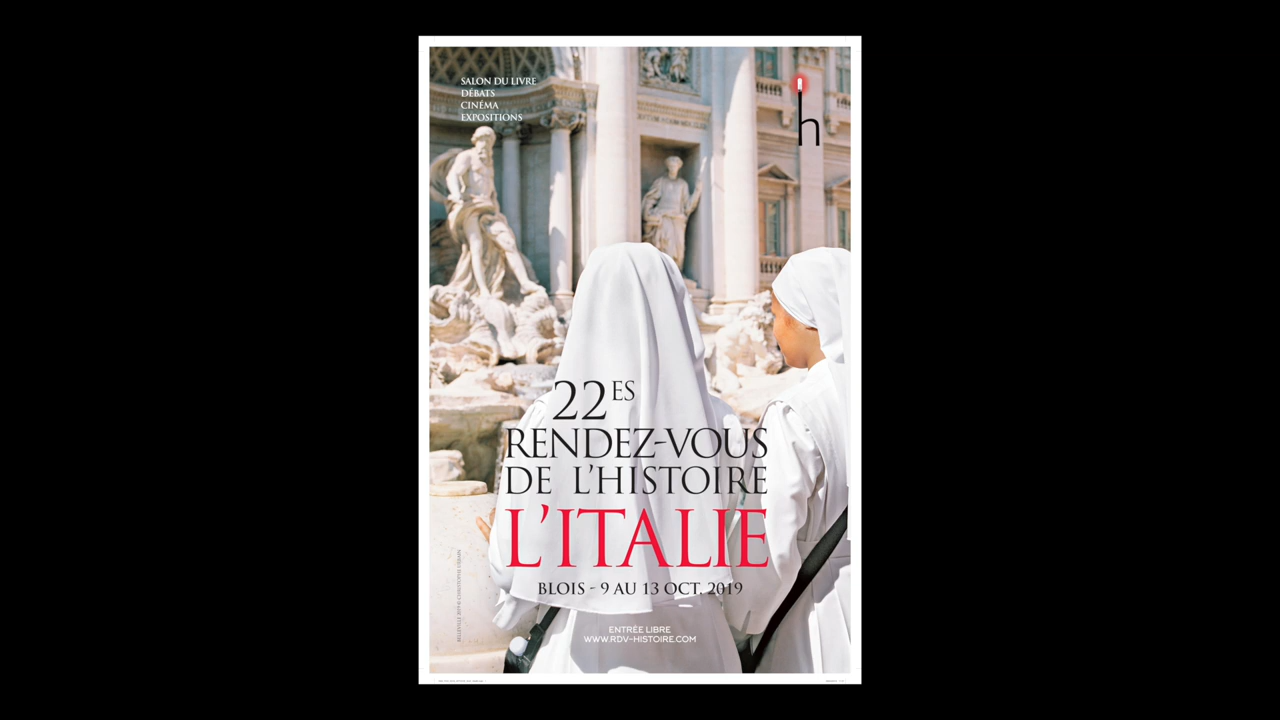 SALON DU LIVRE
DÉBATS
CINÉMA
EXPOSITIONS
h
22ES
RENDEZ-VOUS
DE L'HISTOIRE
L'ITALIE
BLOIS - 9 AU 13 OCT. 2019
ENTRÉE LIBRE
WWW.RDV-HISTOIRE.COM